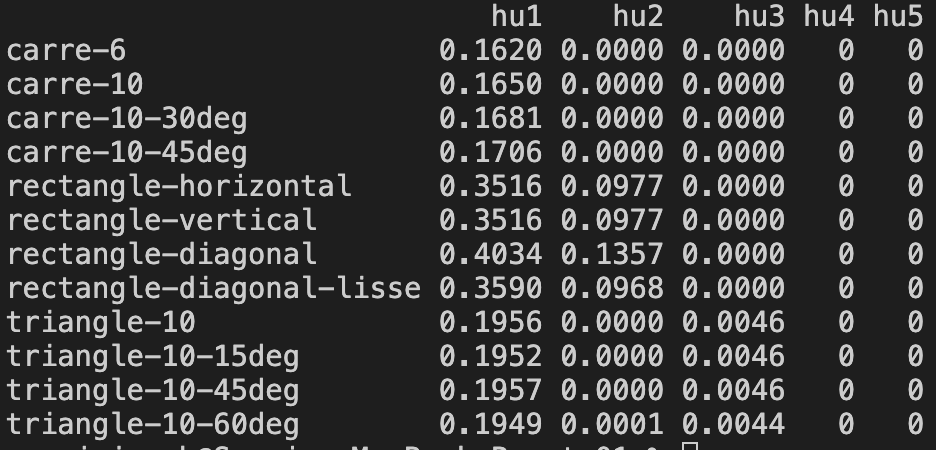 hu1 hu2 hu3 hu4 hu5
carre-6 0.1620 0.0000 0.0000 0 0
carre-10 0.1650 0.0000 0.0000 0 0
carre-10-30deg 0.1681 0.0000 0.0000 0 0
carre-10-45deg 0.1706 0.0000 0.0000 0 0
rectangle-horizontal 0.3516 0.0977 0.0000 0 0
rectangle-vertical 0.3516 0.0977 0.0000 0 0
rectangle-diagonal 0.4034 0.1357 0.0000 0 0
rectangle-diagonal-lisse 0.3590 0.0968 0.0000 0 0
triangle-10 0.1956 0.0000 0.0046 0 0
triangle-10-15deg 0.1952 0.0000 0.0046 0 0
triangle-10-45deg 0.1957 0.0000 0.0046 0 0
triangle-10-60deg 0.1949 0.0001 0.0044 0 0